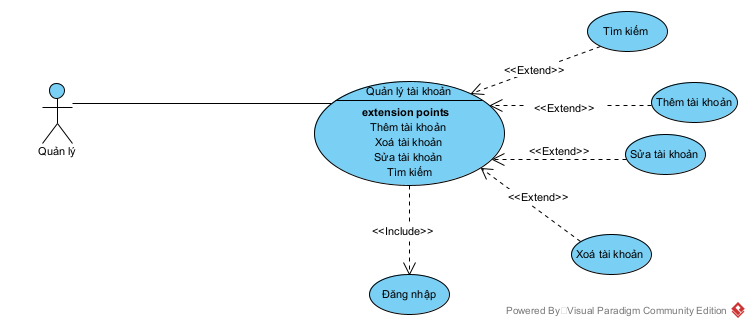 Tìm kiếm
<<Extend>>
Quản lý tài khoản
Thêm tài khoản
<<Extend>>
extension points
Thêm tài khoản
Xoá tài khoản
Sửa tài khoản
Tìm kiếm
Quản lý
<<Extend>>
Sửa tài khoản
<<Extend>>
<<Include>>
Xoá tài khoản
Đăng nhập
Powered By Visual Paradigm Community Edition